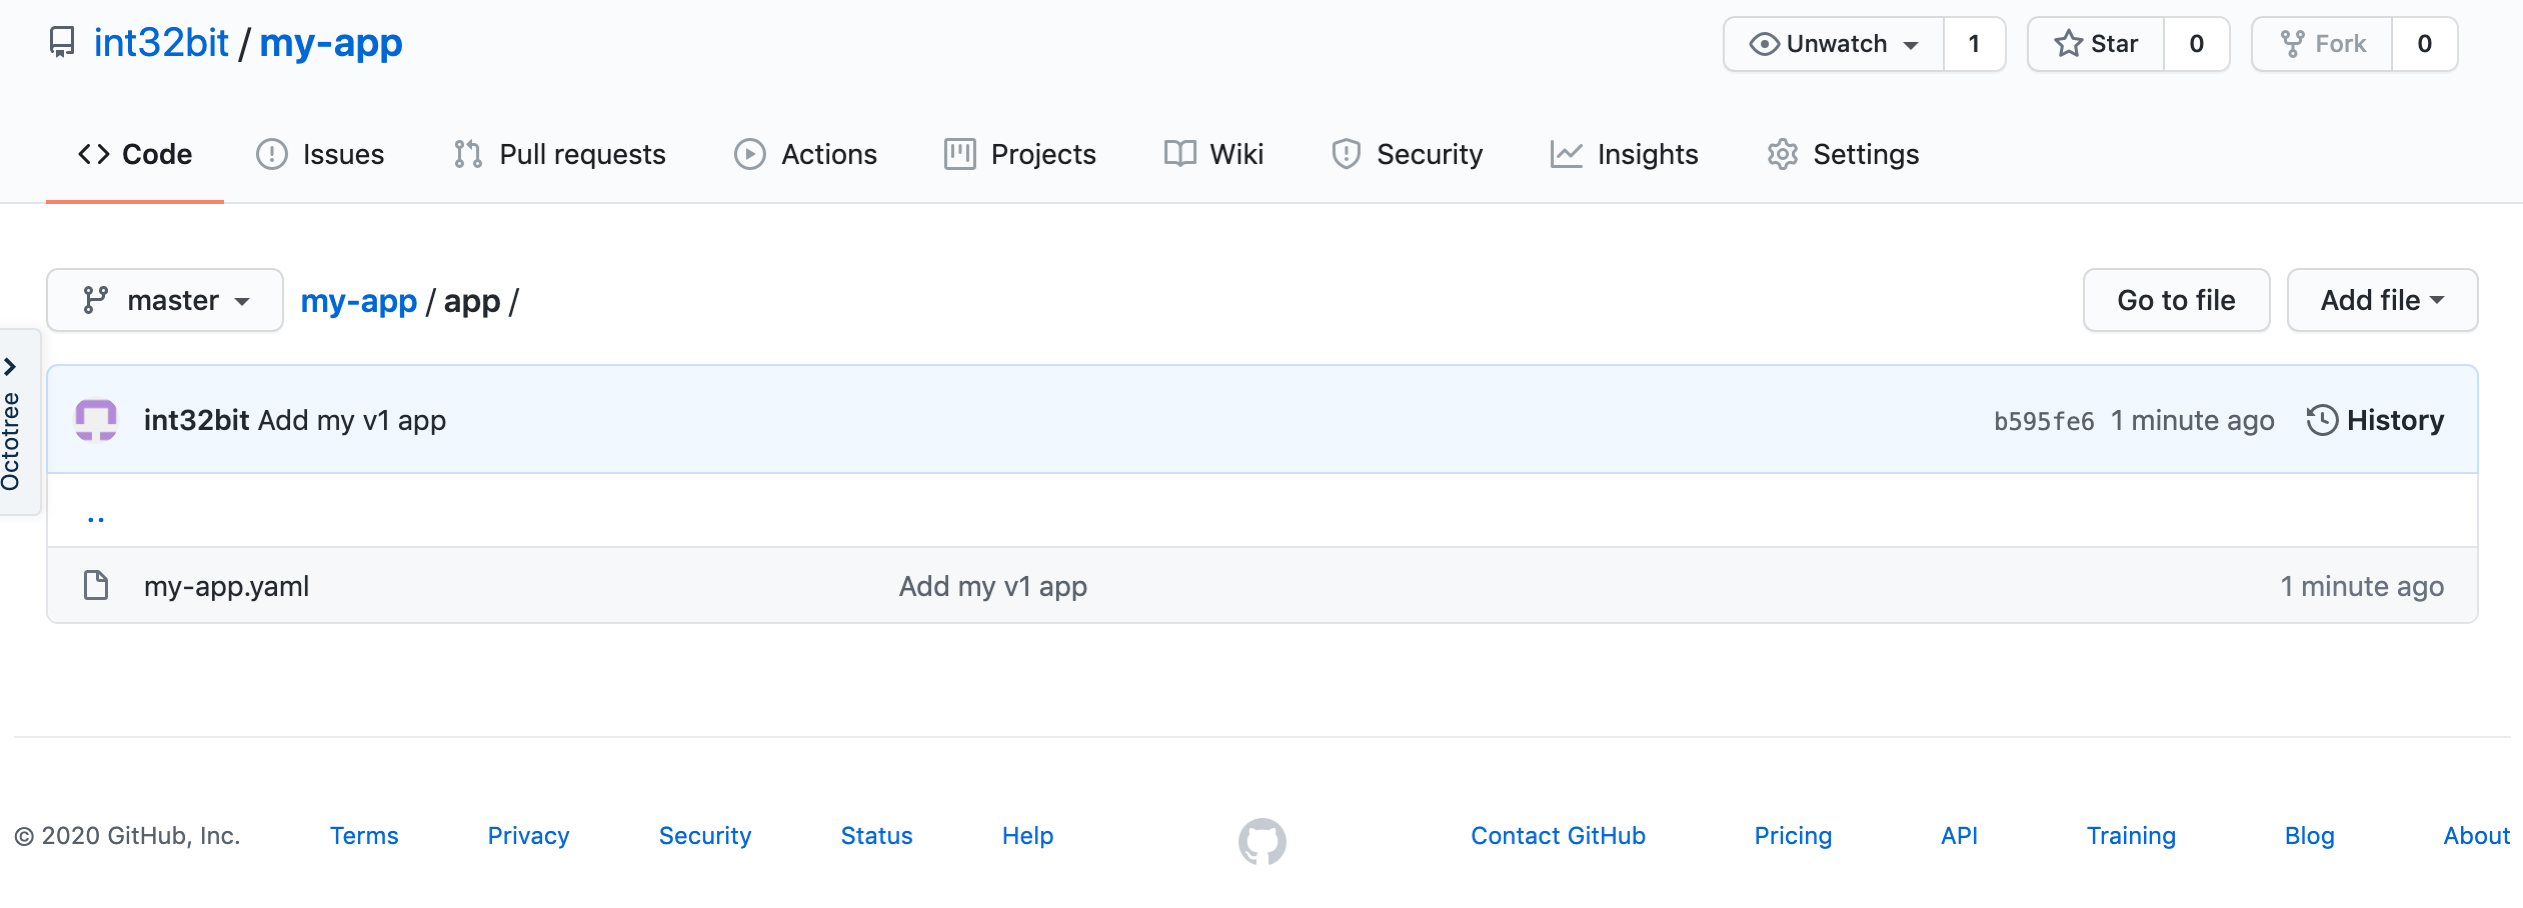 int32bit / my-app
Unwatch 1 Star 0 Fork 0
Code Issues Pull requests Actions Projects Wiki Security Insights Settings
master my-app / app / Go to file Add file
Octotree
int32bit Add my v1 app b595fe6 1 minute ago History
..
my-app.yaml Add my v1 app 1 minute ago
© 2020 GitHub, Inc. Terms Privacy Security Status Help Contact GitHub Pricing API Training Blog About